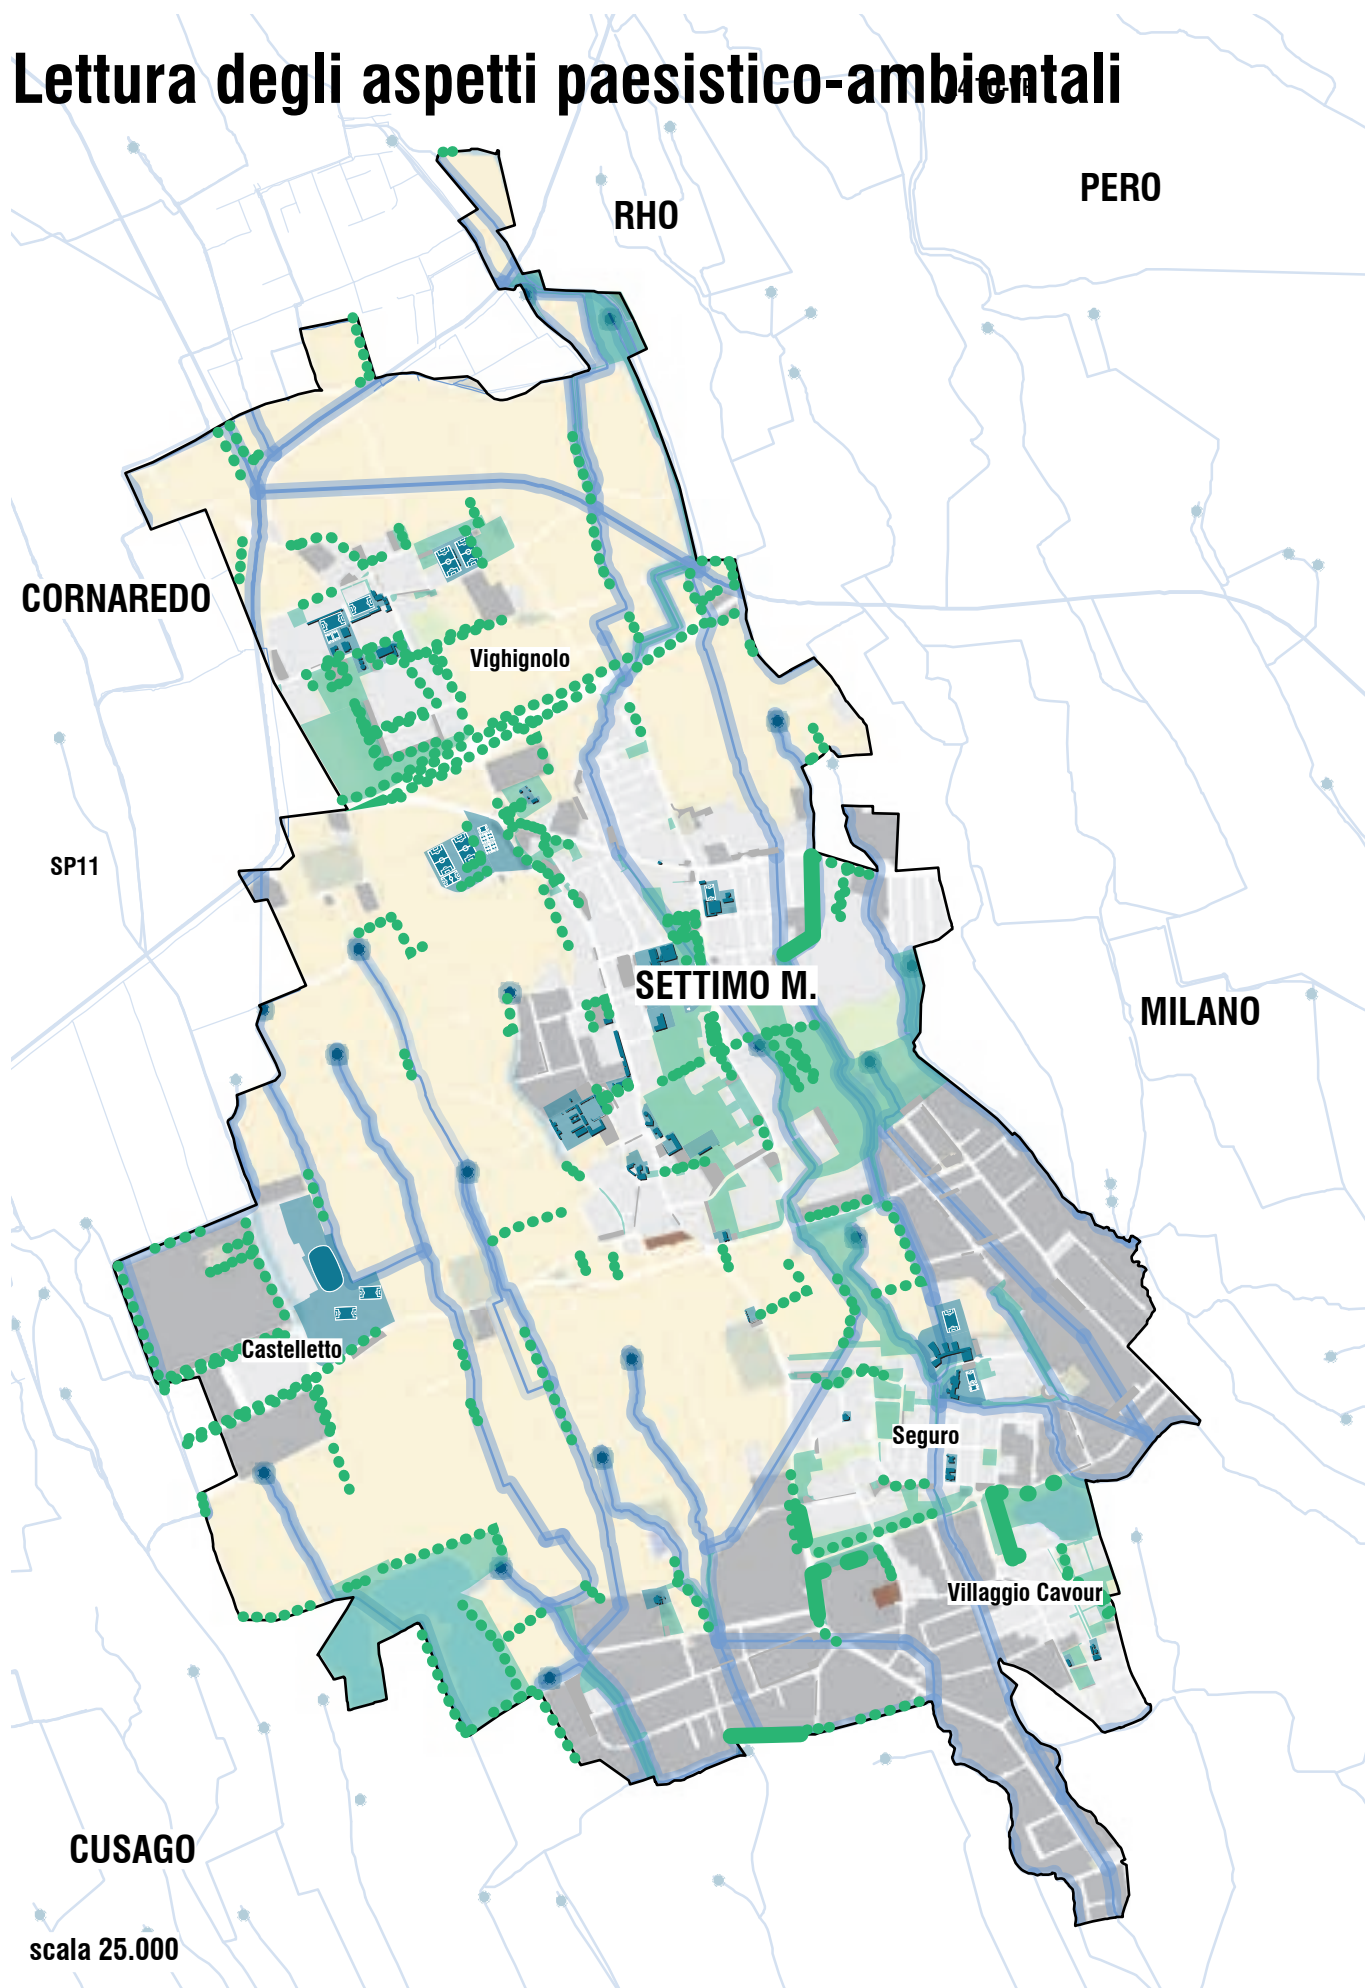 Lettura degli aspetti paesistico-ambientali
PERO
RHO
CORNAREDO
Vighignolo
SP11
SETTIMO M.
MILANO
Castelletto
Seguro
Villaggio Cavour
CUSAGO
scala 25.000